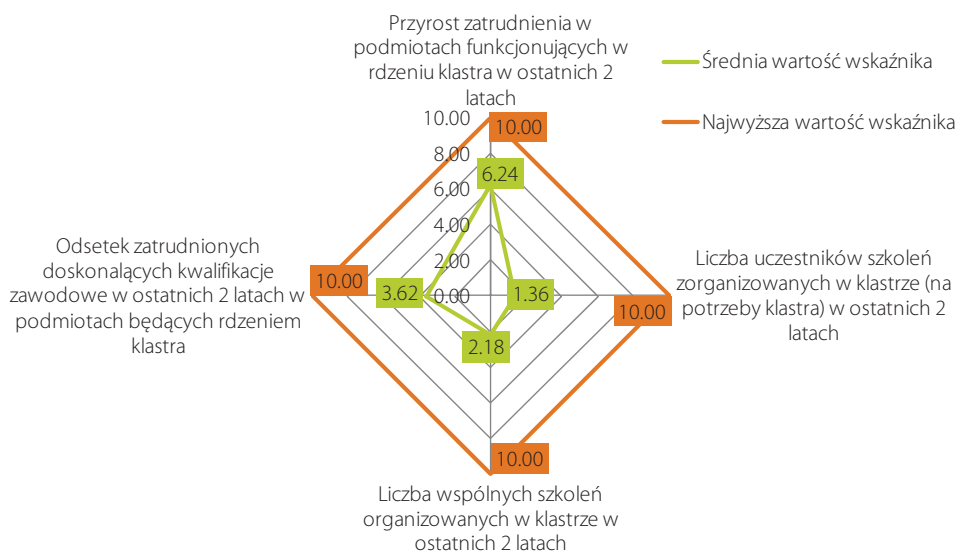 Przyrost zatrudnienia w
podmiotach funkcjonujących w
rdzeniu klastra w ostatnich 2
latach
Średnia wartość wskaźnika
Najwyższa wartość wskaźnika
10.00
8.00
6.00
4.00
2.00
0.00
10.00
6.24
Odsetek zatrudnionych
doskonalących kwalifikacje
zawodowe w ostatnich 2 latach w
podmiotach będących rdzeniem
klastra
10.00
3.62
1.36
10.00
Liczba uczestników szkoleń
zorganizowanych w klastrze (na
potrzeby klastra) w ostatnich 2
latach
2.18
10.00
Liczba wspólnych szkoleń
organizowanych w klastrze w
ostatnich 2 latach